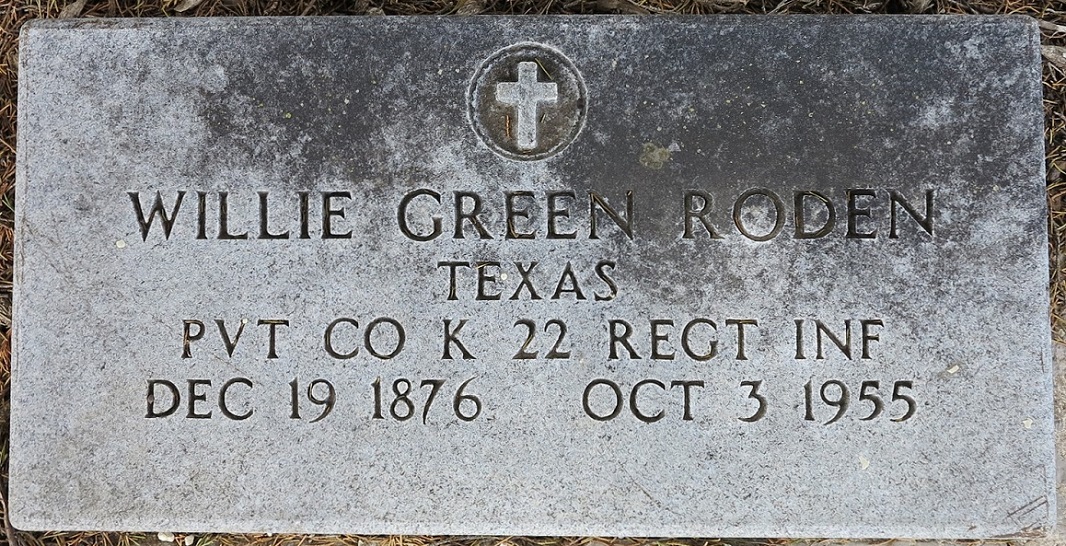 WILLIE GREEN RODEN
TEXAS
PVT CO K 22 REGT INF
DEC 19 1876 OCT 3 1955